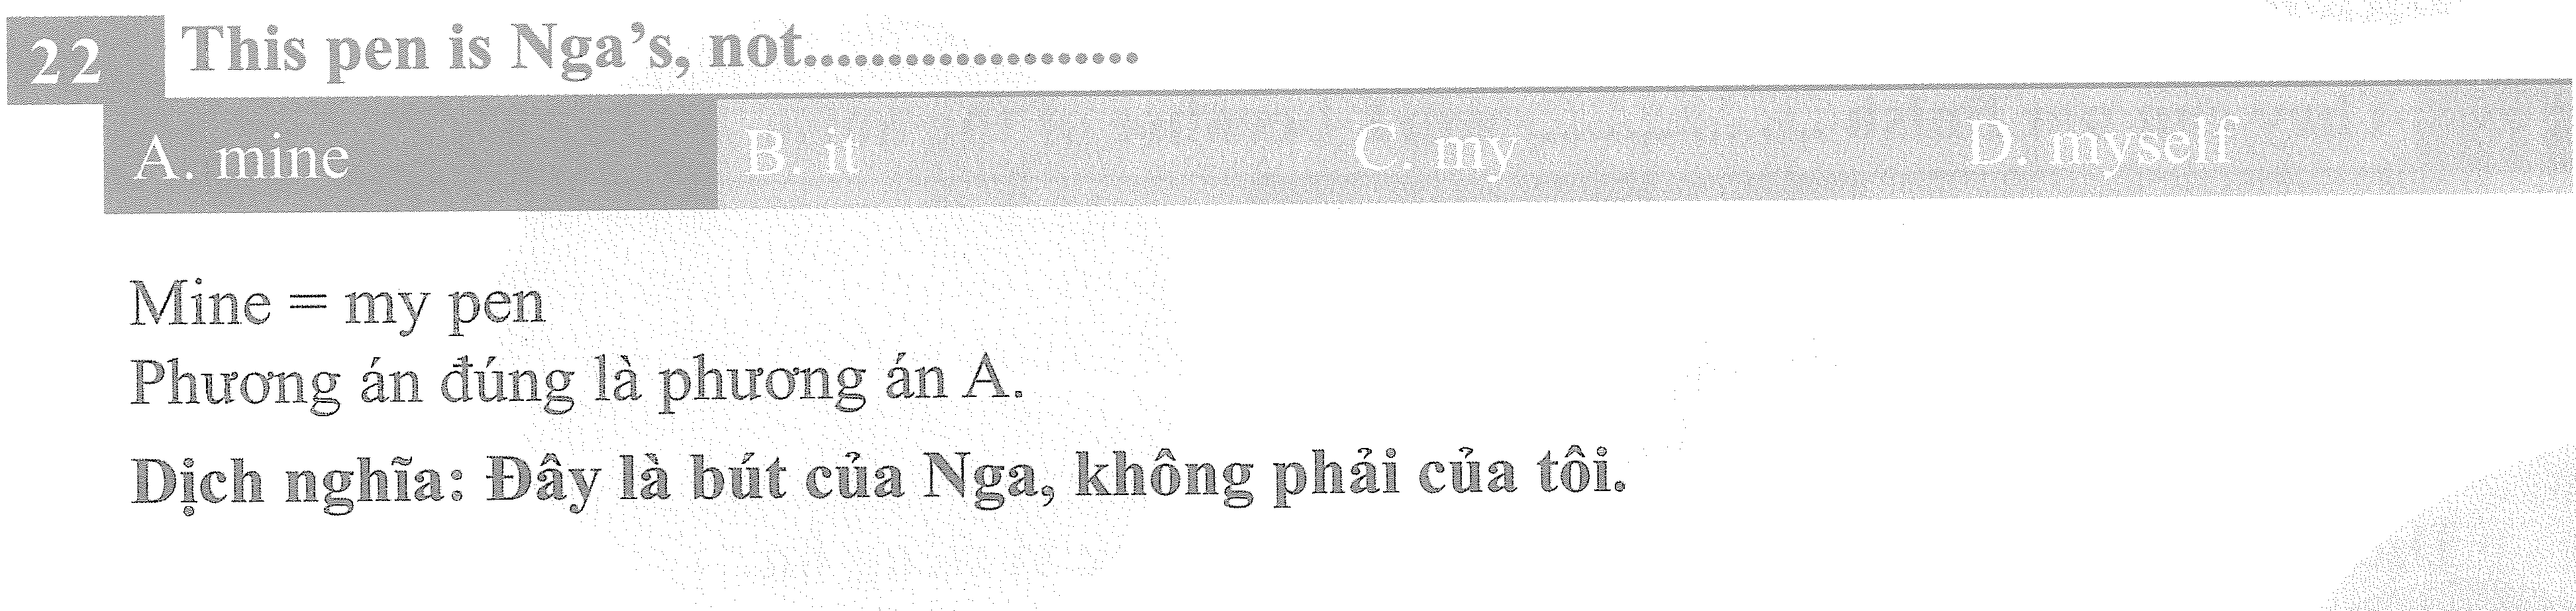 22 This pen is Nga's, not....................
A. mine B. it C. my D. myself
Mine = my pen
Phương án đúng là phương án A.
Dịch nghĩa: Đây là bút của Nga, không phải của tôi.